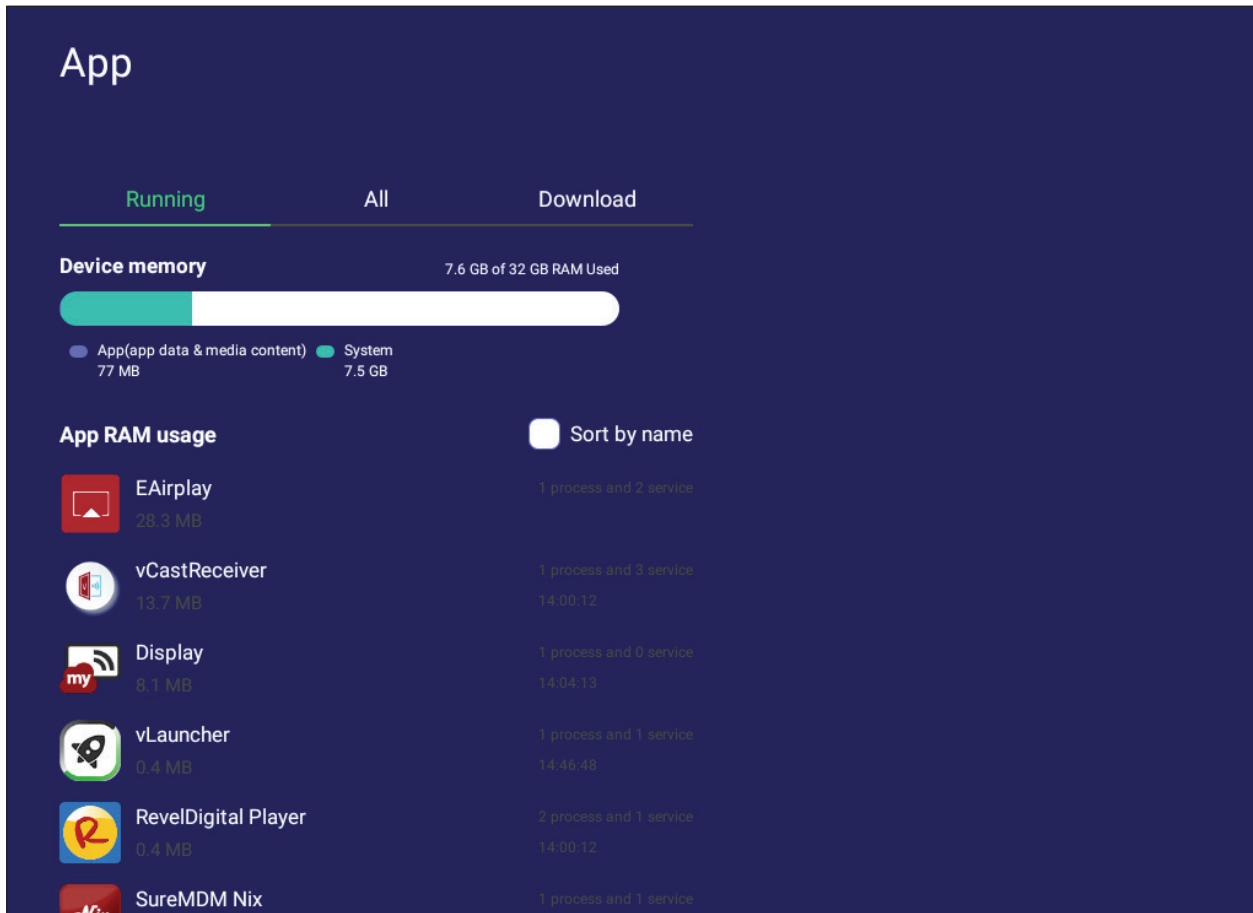 App
Running All Download
Device memory 7.6 GB of 32 GB RAM Used
App(app data & media content) System
77 MB 7.5 GB
App RAM usage Sort by name
EAirplay 1 process and 2 service
28.3 MB
vCastReceiver 1 process and 3 service
13.7 MB 14:00:12
Display 1 process and 0 service
my
8.1 MB 14:04:13
vLauncher 1 process and 1 service
0.4 MB 14:46:48
RevelDigital Player 2 process and 1 service
R
0.4 MB 14:00:12
SureMDM Nix 1 process and 1 service